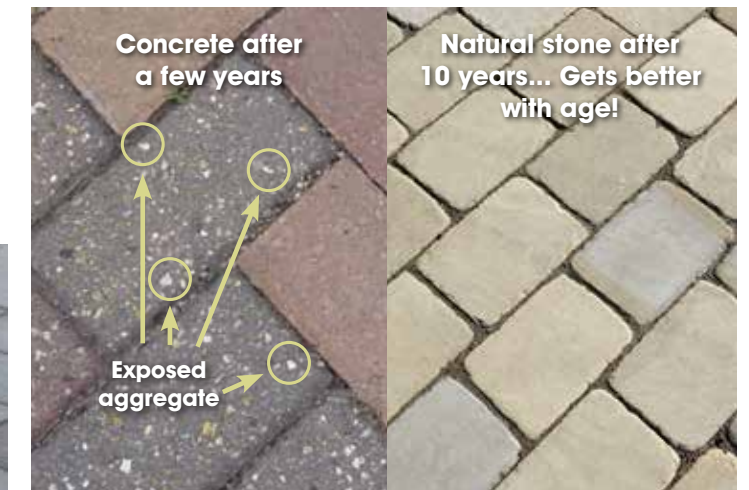 Concrete after
a few years
Natural stone after
10 years... Gets better
with age!
Exposed
aggregate